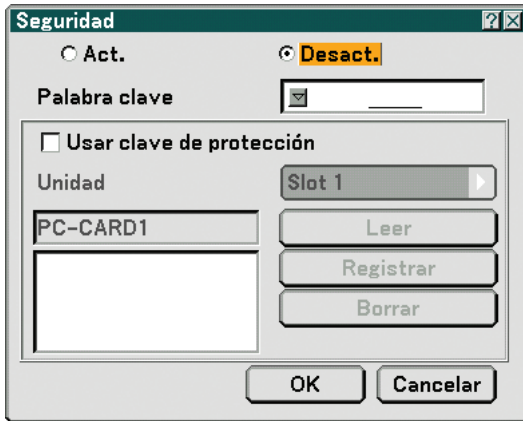 Seguridad
Act. Desact.
Palabra clave
Usar clave de protección
Unidad Slot 1
PC-CARD1 Leer
Registrar
Borrar
OK Cancelar